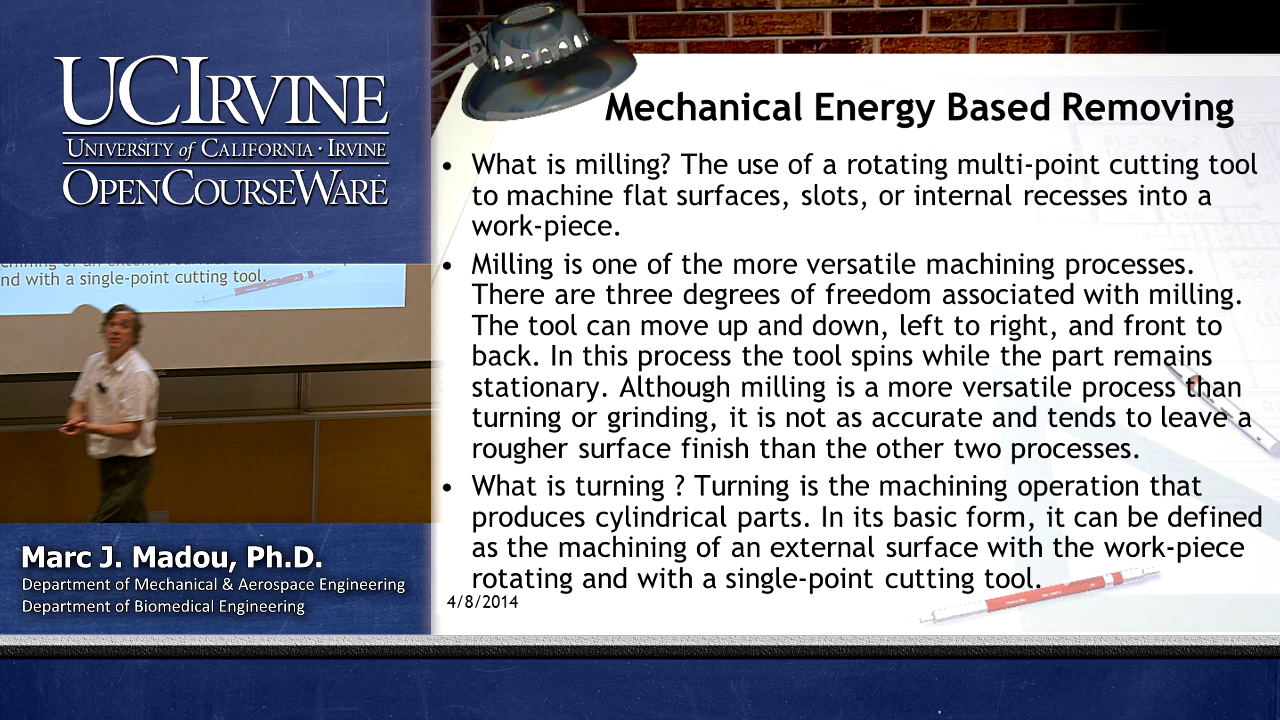 UCIRVINE
UNIVERSITY of CALIFORNIA · IRVINE
OPENCOURSEWARE
and with a single-point cutting tool.
Marc J. Madou, Ph.D.
Department of Mechanical & Aerospace Engineering
Department of Biomedical Engineering
Mechanical Energy Based Removing
• What is milling? The use of a rotating multi-point cutting tool
to machine flat surfaces, slots, or internal recesses into a
work-piece.
• Milling is one of the more versatile machining processes.
There are three degrees of freedom associated with milling.
The tool can move up and down, left to right, and front to
back. In this process the tool spins while the part remains
stationary. Although milling is a more versatile process than
turning or grinding, it is not as accurate and tends to leave a
rougher surface finish than the other two processes.
• What is turning ? Turning is the machining operation that
produces cylindrical parts. In its basic form, it can be defined
as the machining of an external surface with the work-piece
rotating and with a single-point cutting tool.
4/8/2014